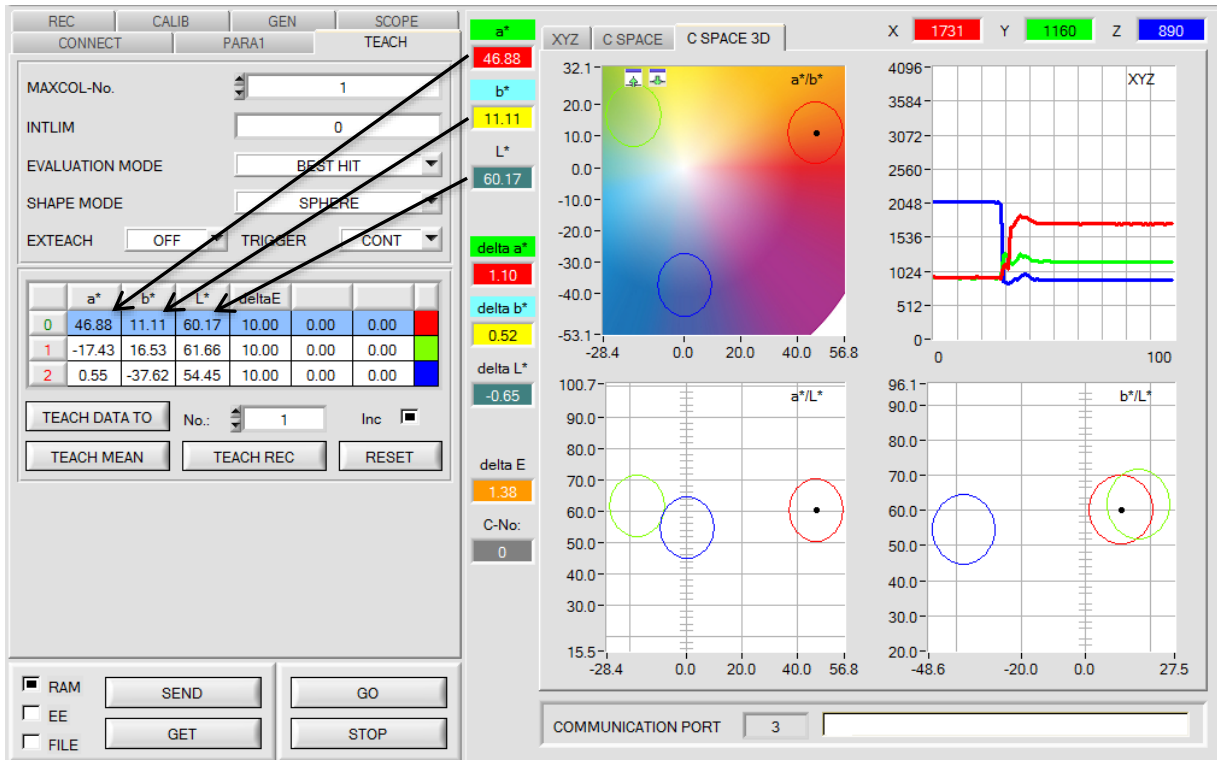 REC CALIB GEN SCOPE
CONNECT PARA1 TEACH
MAXCOL-No. 1
INTLIM 0
EVALUATION MODE BEST HIT
SHAPE MODE SPHERE
EXTEACH OFF TRIGGER CONT
a* b* L* deltaE
0 46.88 11.11 60.17 10.00 0.00 0.00
1 -17.43 16.53 61.66 10.00 0.00 0.00
2 0.55 -37.62 54.45 10.00 0.00 0.00
TEACH DATA TO No.: 1 Inc
TEACH MEAN TEACH REC RESET
RAM
EE
FILE
SEND GO
GET STOP
a*
46.88
b*
11.11
L*
60.17
delta a*
1.10
delta b*
0.52
delta L*
-0.65
delta E
1.38
C-No:
0
XYZ C SPACE C SPACE 3D
X 1731 Y 1160 Z 890
a*/b*
32.1
20.0
10.0
0.0
-10.0
-20.0
-30.0
-40.0
-53.1
-28.4 0.0 20.0 40.0 56.8
XYZ
4096
3584
3072
2560
2048
1536
1024
512
0
0 100
a*/L*
100.7
90.0
80.0
70.0
60.0
50.0
40.0
30.0
15.5
-28.4 0.0 20.0 40.0 56.8
b*/L*
96.1
90.0
80.0
70.0
60.0
50.0
40.0
30.0
20.0
-48.6 -20.0 0.0 27.5
COMMUNICATION PORT 3